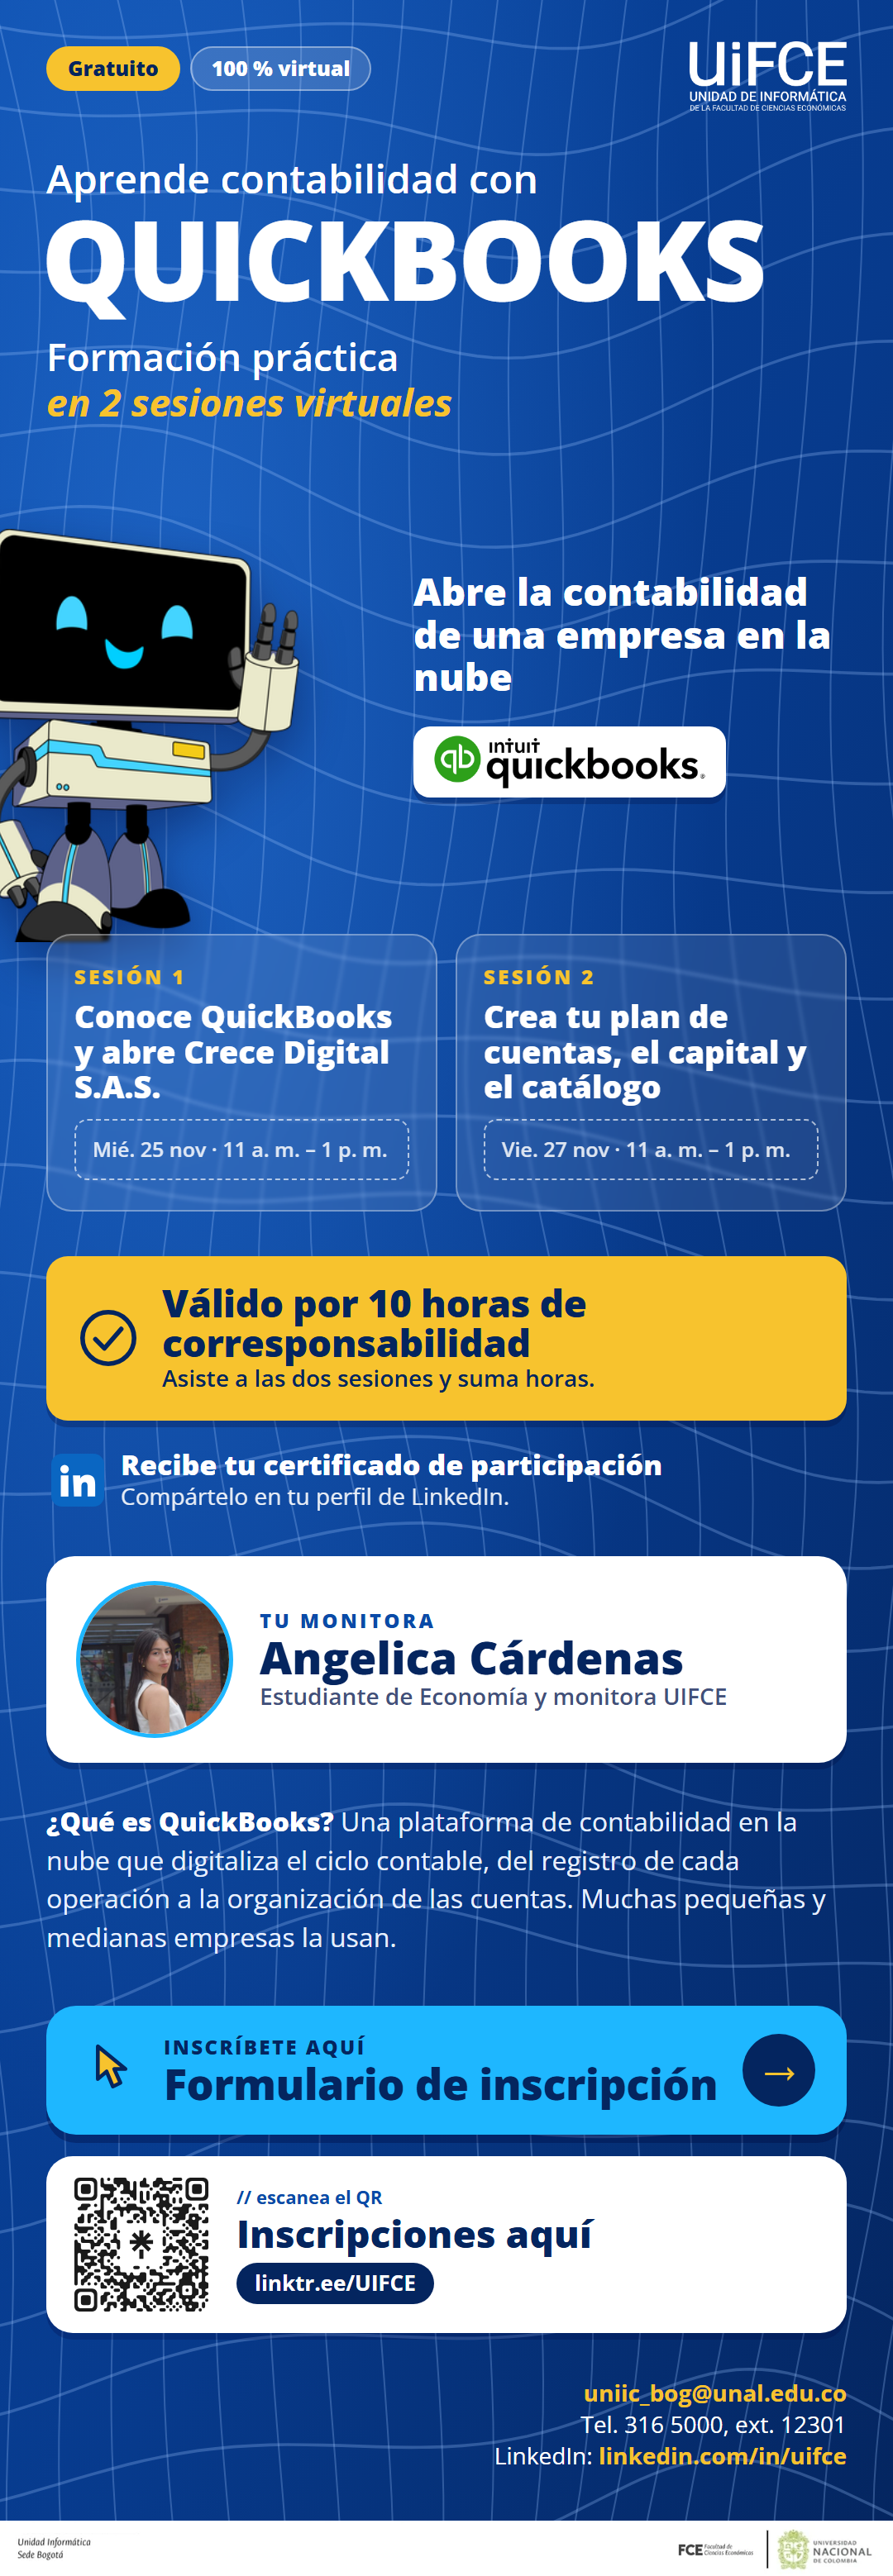 Gratuito
100 % virtual
UiFCE
UNIDAD DE INFORMÁTICA
DE LA FACULTAD DE CIENCIAS ECONÓMICAS
Aprende contabilidad con
QUICKBOOKS
Formación práctica
en 2 sesiones virtuales
Abre la contabilidad
de una empresa en la
nube
qb
intuit
quickbooks.
SESIÓN 1
Conoce QuickBooks
y abre Crece Digital
S.A.S.
Mié. 25 nov · 11 a. m. – 1 p. m.
SESIÓN 2
Crea tu plan de
cuentas, el capital y
el catálogo
Vie. 27 nov · 11 a. m. – 1 p. m.
Válido por 10 horas de
corresponsabilidad
Asiste a las dos sesiones y suma horas.
in
Recibe tu certificado de participación
Compártelo en tu perfil de LinkedIn.
TU MONITORA
Angelica Cárdenas
Estudiante de Economía y monitora UIFCE
¿Qué es QuickBooks? Una plataforma de contabilidad en la
nube que digitaliza el ciclo contable, del registro de cada
operación a la organización de las cuentas. Muchas pequeñas y
medianas empresas la usan.
INSCRÍBETE AQUÍ
Formulario de inscripción
→
// escanea el QR
Inscripciones aquí
linktr.ee/UIFCE
uniic_bog@unal.edu.co
Tel. 316 5000, ext. 12301
LinkedIn: linkedin.com/in/uifce
Unidad Informática
Sede Bogotá
FCE
Facultad de
Ciencias Económicas
UNIVERSIDAD
NACIONAL
DE COLOMBIA